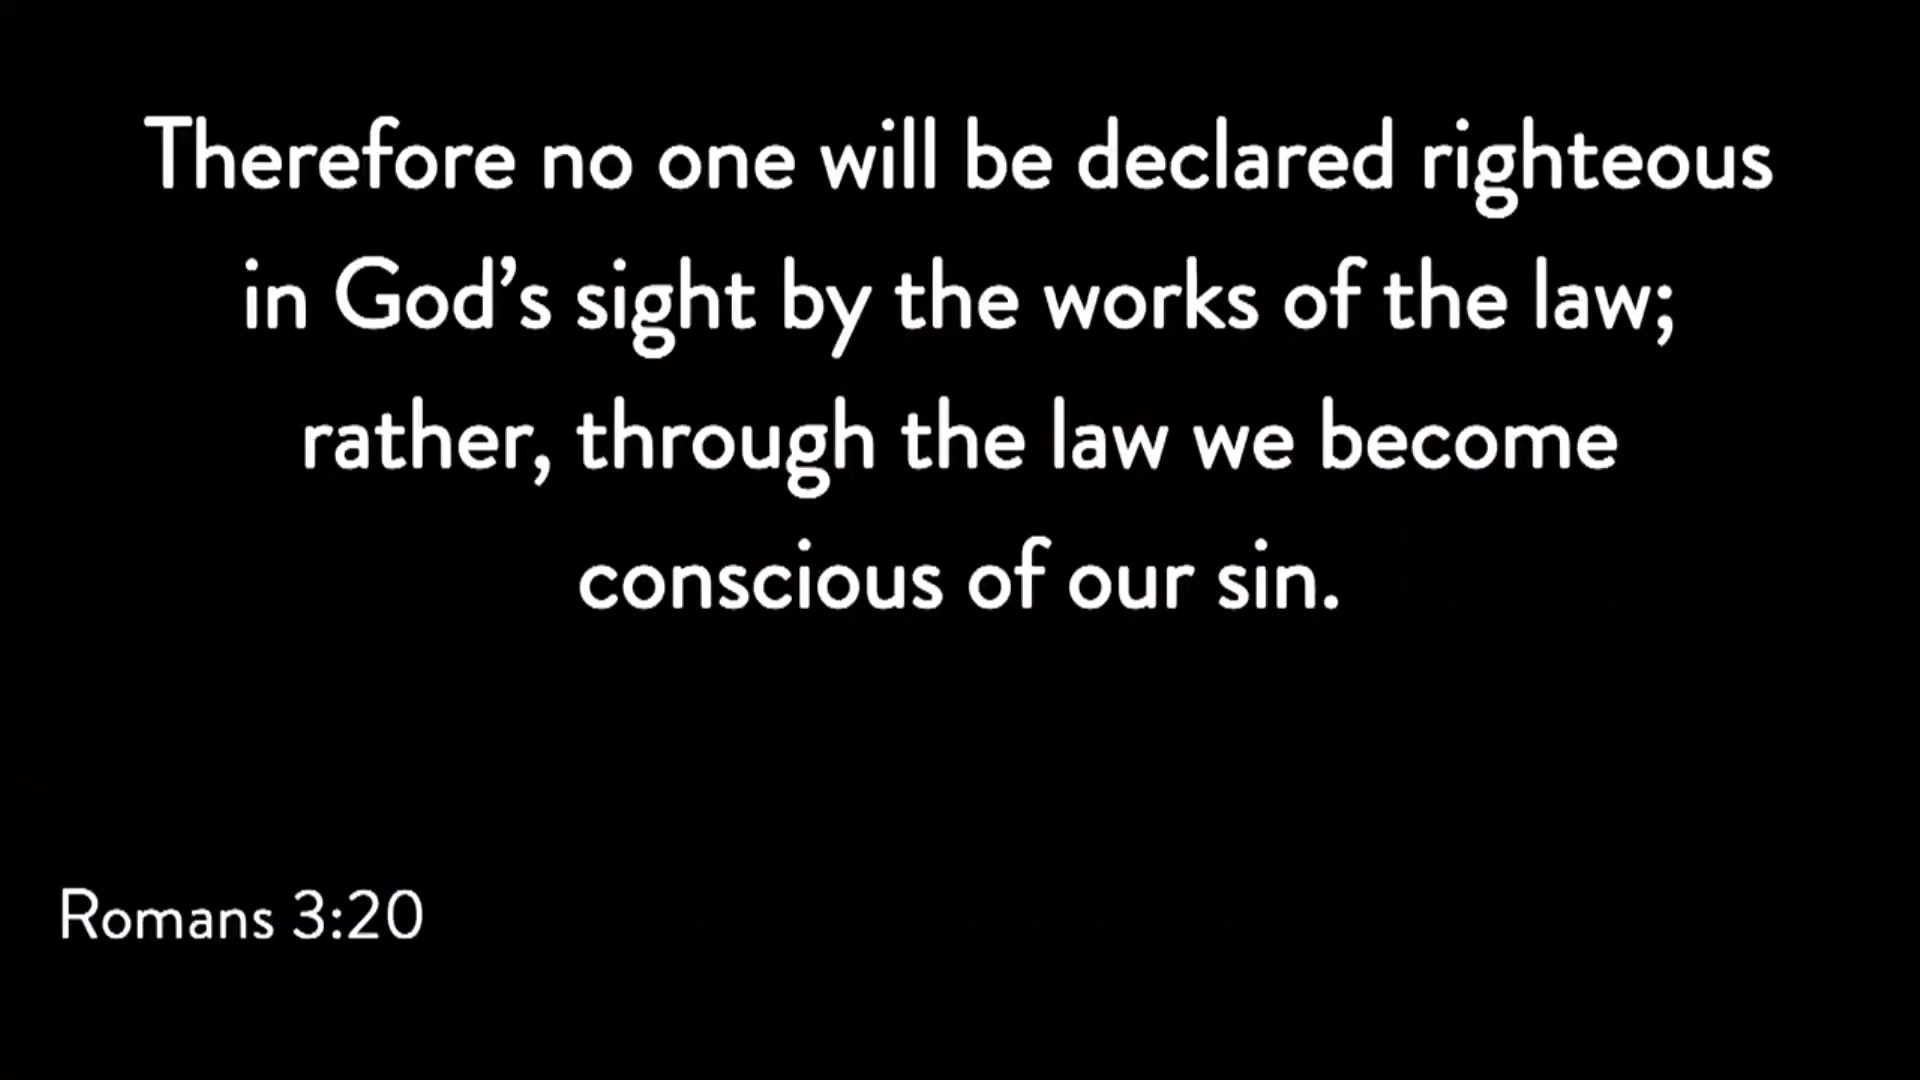 Therefore no one will be declared righteous
in God’s sight by the works of the law;
rather, through the law we become
conscious of our sin.
Romans 3:20